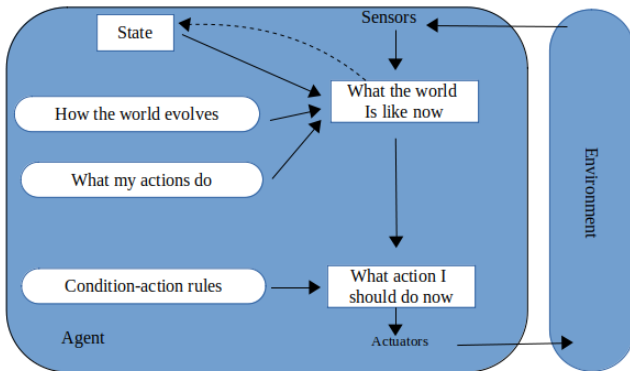 State
Sensors
What the world
Is like now
How the world evolves
What my actions do
Environment
Condition-action rules
What action I
should do now
Agent
Actuators